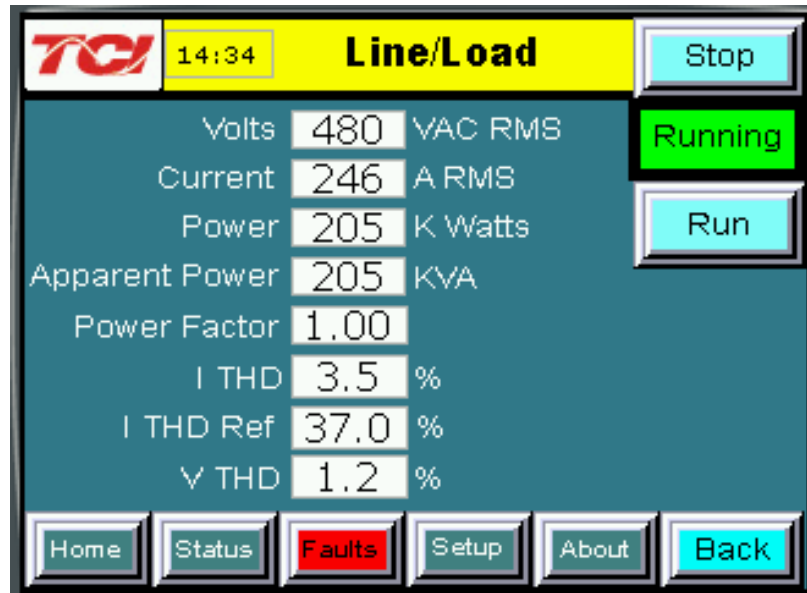 TCI 14:34 Line/Load Stop
Volts 480 VAC RMS Running
Current 246 A RMS
Power 205 K Watts Run
Apparent Power 205 KVA
Power Factor 1.00
I THD 3.5 %
I THD Ref 37.0 %
V THD 1.2 %
Home Status Faults Setup About Back